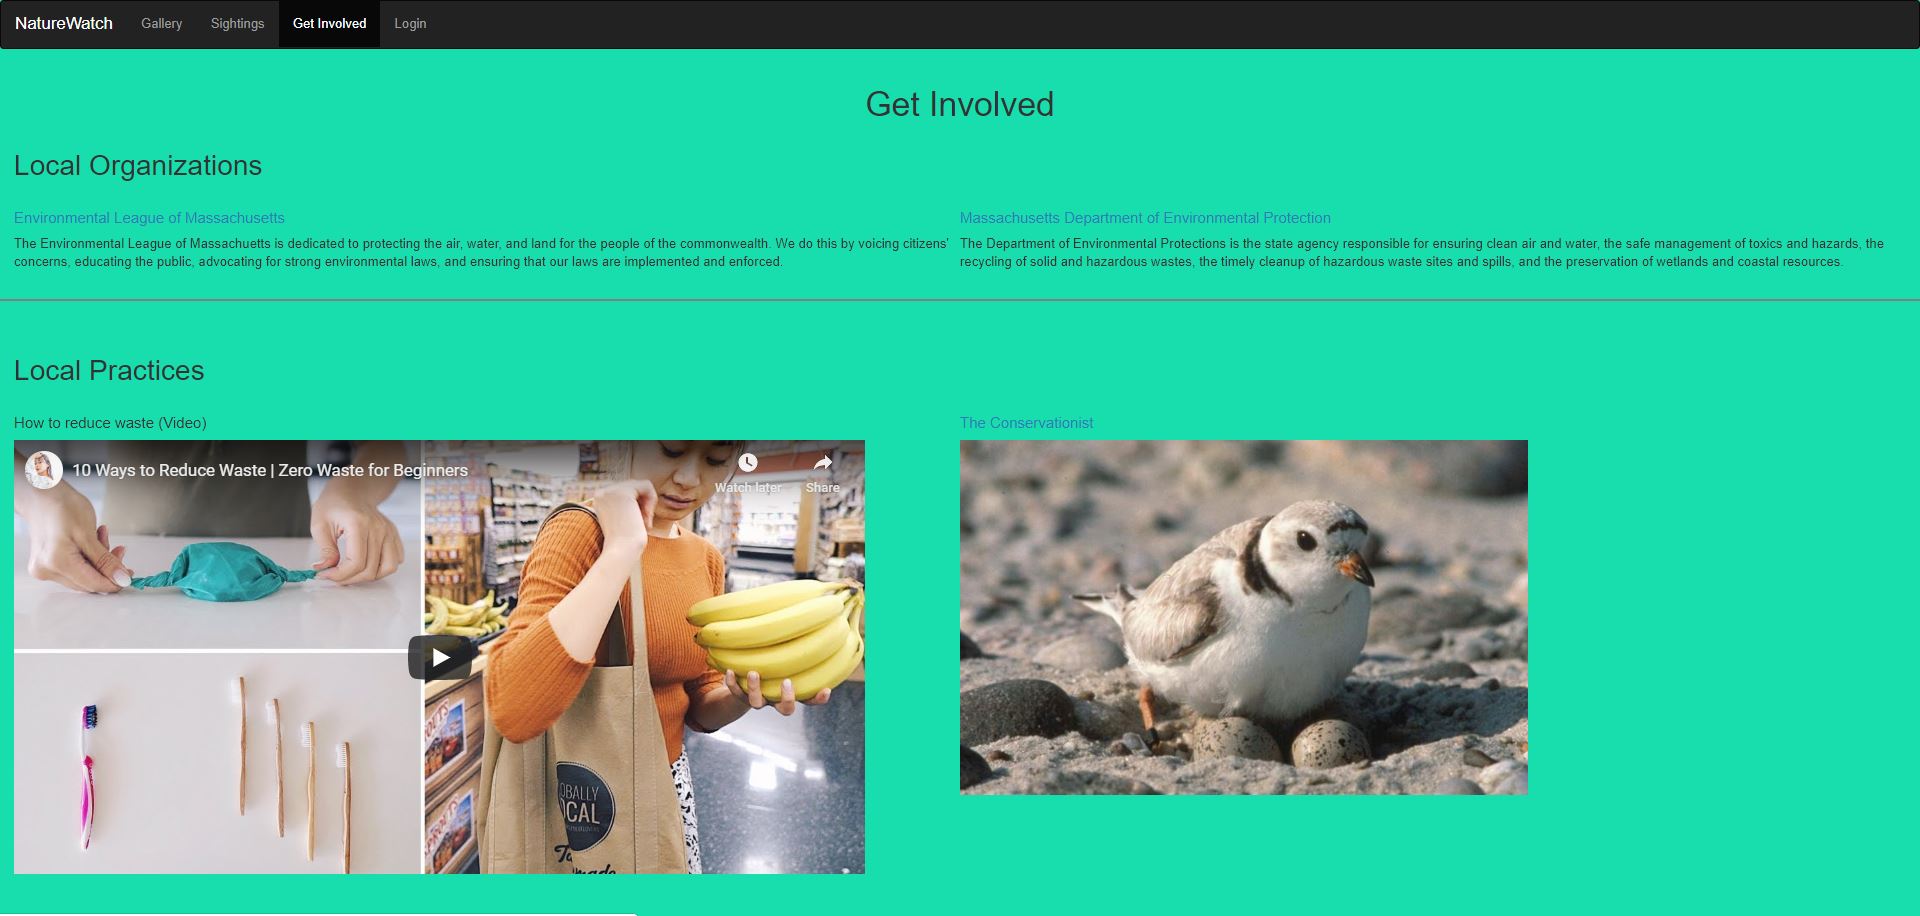 NatureWatch Gallery Sightings Get Involved Login
Get Involved
Local Organizations
Environmental League of Massachusetts
The Environmental League of Massachuetts is dedicated to protecting the air, water, and land for the people of the commonwealth. We do this by voicing citizens'
concerns, educating the public, advocating for strong environmental laws, and ensuring that our laws are implemented and enforced.
Massachusetts Department of Environmental Protection
The Department of Environmental Protections is the state agency responsible for ensuring clean air and water, the safe management of toxics and hazards, the
recycling of solid and hazardous wastes, the timely cleanup of hazardous waste sites and spills, and the preservation of wetlands and coastal resources.
Local Practices
How to reduce waste (Video)
10 Ways to Reduce Waste | Zero Waste for Beginners
Watch later
Share
OBALLY
OCAL
made
The Conservationist